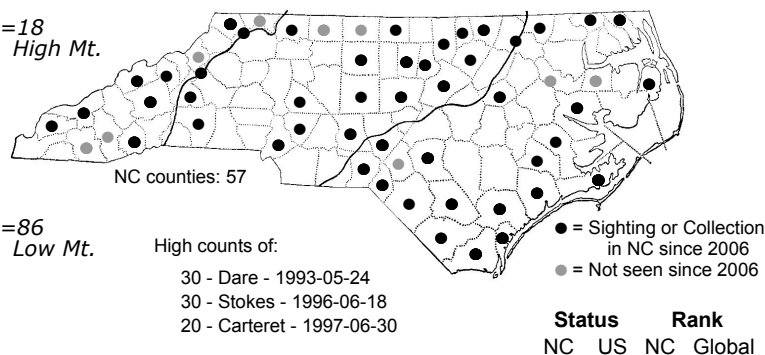 =18
High Mt.
NC counties: 57
=86
Low Mt.
High counts of:
30 - Dare - 1993-05-24
30 - Stokes - 1996-06-18
20 - Carteret - 1997-06-30
= Sighting or Collection
in NC since 2006
= Not seen since 2006
Status Rank
NC US NC Global